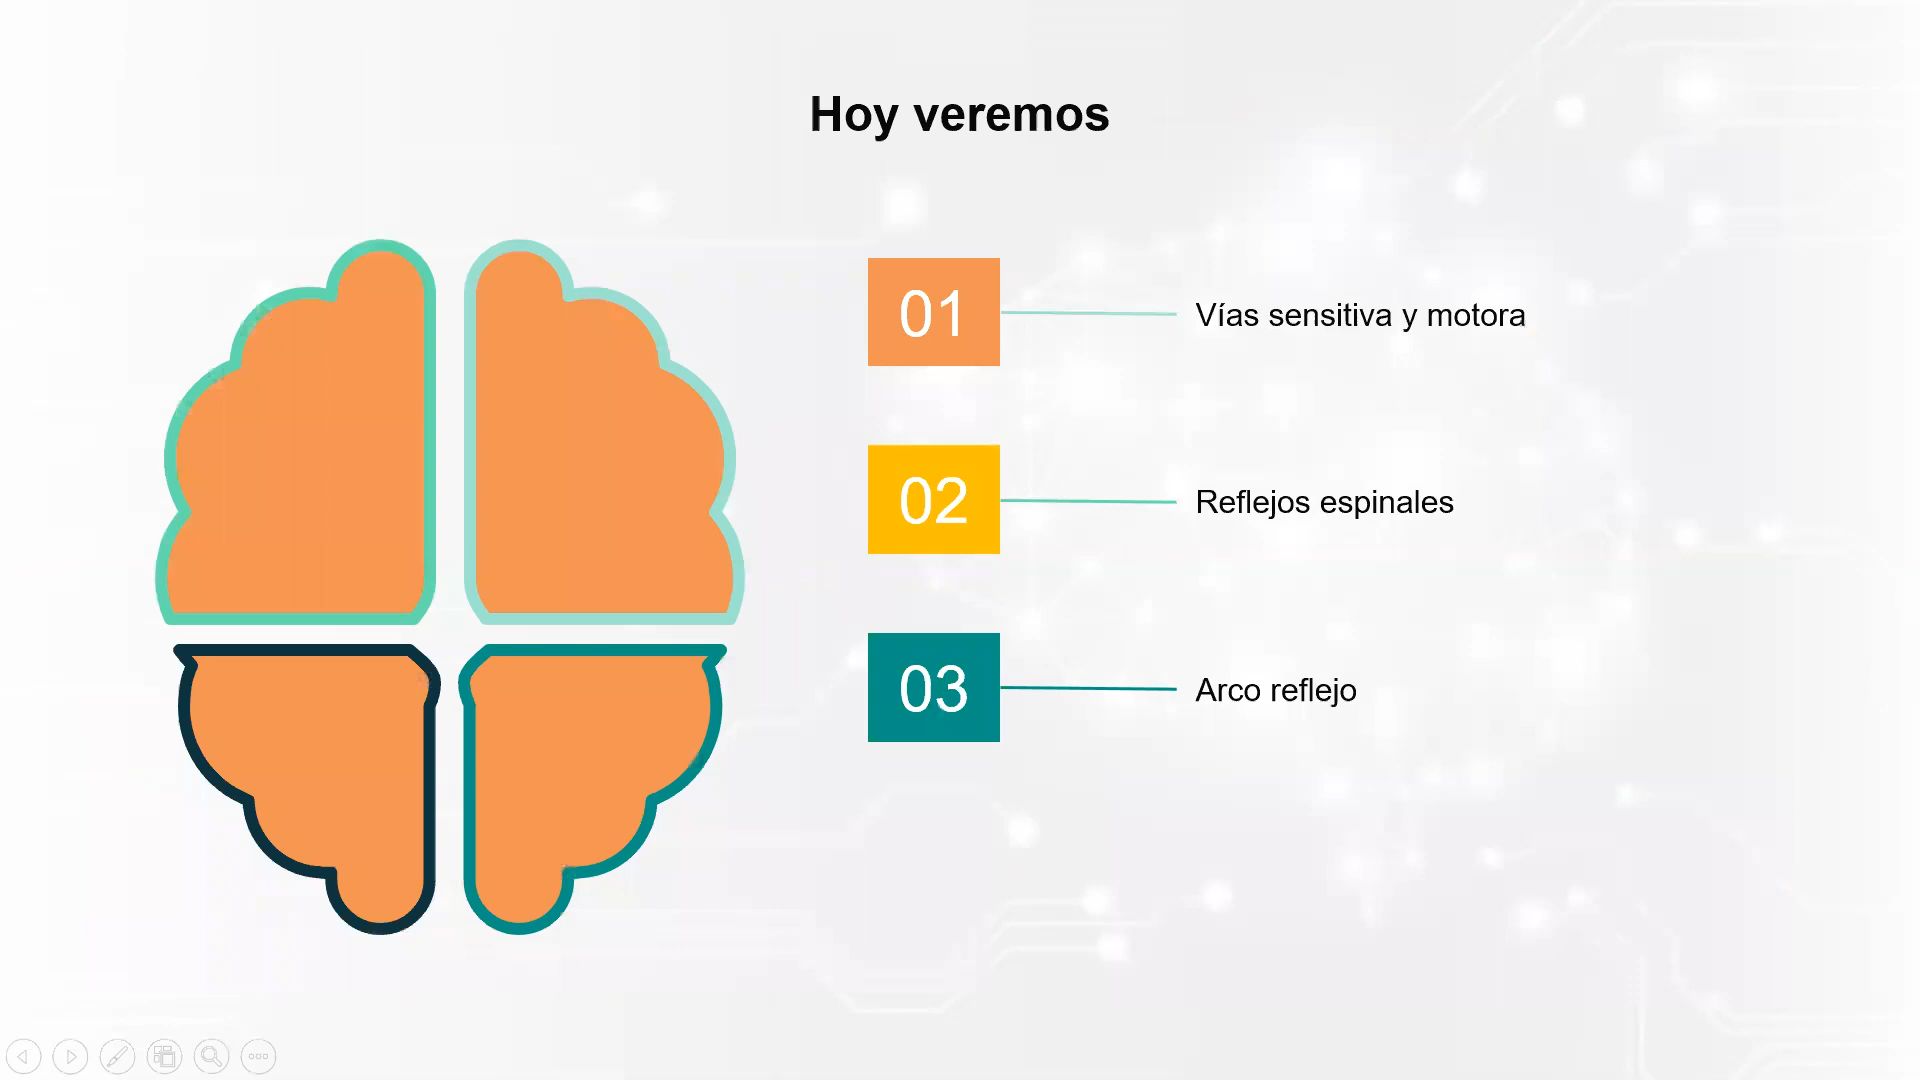 Hoy veremos
01
Vías sensitiva y motora
02
Reflejos espinales
03
Arco reflejo